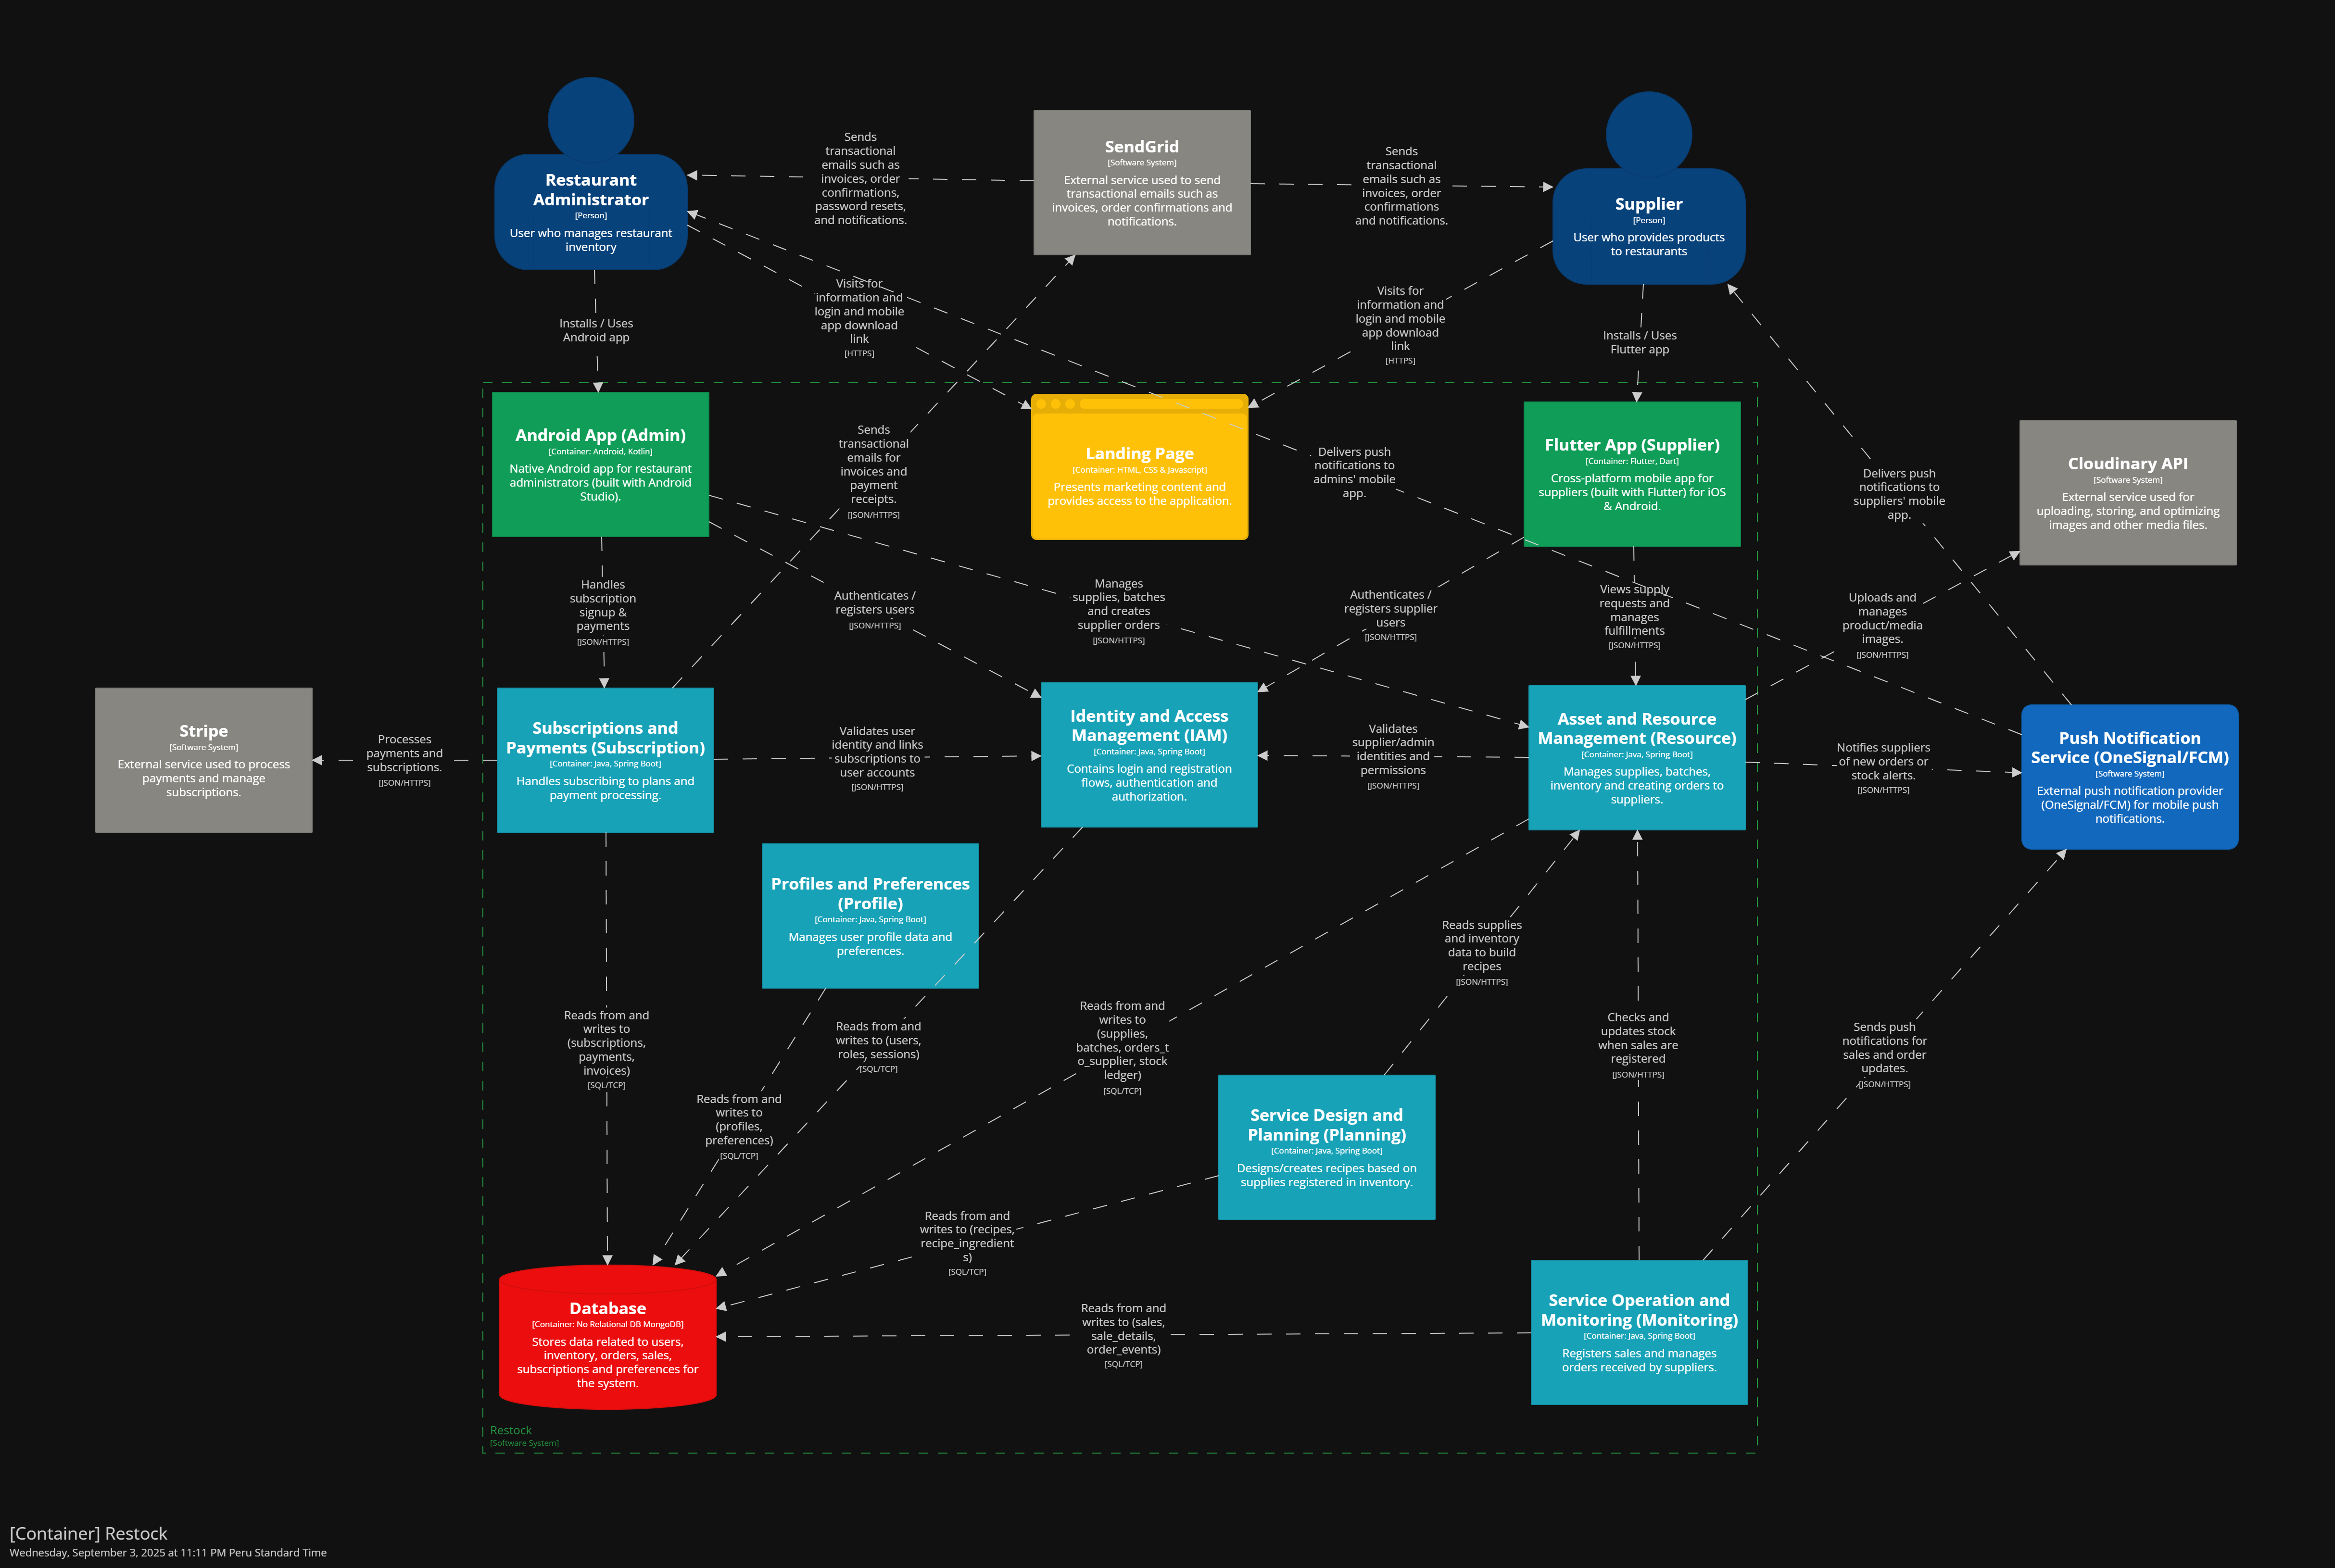 Restaurant
Administrator
[Person]
User who manages restaurant
inventory
Sends
transactional
emails such as
invoices, order
confirmations,
password resets,
and notifications.
SendGrid
[Software System]
External service used to send
transactional emails such as
invoices, order confirmations and
notifications.
Sends
transactional
emails such as
invoices, order
confirmations
and notifications.
Supplier
[Person]
User who provides products
to restaurants
Installs / Uses
Android app
Visits for
information and
login and mobile
app download
link
[HTTPS]
Visits for
information and
login and mobile
app download
link
[HTTPS]
Installs / Uses
Flutter app
Android App (Admin)
[Container: Android, Kotlin]
Native Android app for restaurant
administrators (built with Android
Studio).
Sends
transactional
emails for
invoices and
payment
receipts.
[JSON/HTTPS]
Landing Page
[Container: HTML, CSS & Javascript]
Presents marketing content and
provides access to the application.
Delivers push
notifications to
admins' mobile
app.
Flutter App (Supplier)
[Container: Flutter, Dart]
Cross-platform mobile app for
suppliers (built with Flutter) for iOS
& Android.
Delivers push
notifications to
suppliers' mobile
app.
Cloudinary API
[Software System]
External service used for
uploading, storing, and optimizing
images and other media files.
Handles
subscription
signup &
payments
[JSON/HTTPS]
Authenticates /
registers users
[JSON/HTTPS]
Manages
supplies, batches
and creates
supplier orders
[JSON/HTTPS]
Authenticates /
registers supplier
users
[JSON/HTTPS]
Views supply
requests and
manages
fulfillments
[JSON/HTTPS]
Uploads and
manages
product/media
images.
[JSON/HTTPS]
Stripe
[Software System]
External service used to process
payments and manage
subscriptions.
Processes
payments and
subscriptions.
[JSON/HTTPS]
Subscriptions and
Payments (Subscription)
[Container: Java, Spring Boot]
Handles subscribing to plans and
payment processing.
Validates user
identity and links
subscriptions to
user accounts
[JSON/HTTPS]
Identity and Access
Management (IAM)
[Container: Java, Spring Boot]
Contains login and registration
flows, authentication and
authorization.
Validates
supplier/admin
identities and
permissions
[JSON/HTTPS]
Asset and Resource
Management (Resource)
[Container: Java, Spring Boot]
Manages supplies, batches,
inventory and creating orders to
suppliers.
Notifies suppliers
of new orders or
stock alerts.
[JSON/HTTPS]
Push Notification
Service (OneSignal/FCM)
[Software System]
External push notification provider
(OneSignal/FCM) for mobile push
notifications.
Profiles and Preferences
(Profile)
[Container: Java, Spring Boot]
Manages user profile data and
preferences.
Reads supplies
and inventory
data to build
recipes
[JSON/HTTPS]
Reads from and
writes to
(subscriptions,
payments,
invoices)
[SQL/TCP]
Reads from and
writes to (users,
roles, sessions)
[SQL/TCP]
Reads from and
writes to
(supplies,
batches, orders_t
o_supplier, stock
ledger)
[SQL/TCP]
Checks and
updates stock
when sales are
registered
[JSON/HTTPS]
Sends push
notifications for
sales and order
updates.
[JSON/HTTPS]
Reads from and
writes to
(profiles,
preferences)
[SQL/TCP]
Service Design and
Planning (Planning)
[Container: Java, Spring Boot]
Designs/creates recipes based on
supplies registered in inventory.
Reads from and
writes to (recipes,
recipe_ingredient
s)
[SQL/TCP]
Database
[Container: No Relational DB MongoDB]
Stores data related to users,
inventory, orders, sales,
subscriptions and preferences for
the system.
Reads from and
writes to (sales,
sale_details,
order_events)
[SQL/TCP]
Service Operation and
Monitoring (Monitoring)
[Container: Java, Spring Boot]
Registers sales and manages
orders received by suppliers.
Restock
[Software System]
[Container] Restock
Wednesday, September 3, 2025 at 11:11 PM Peru Standard Time